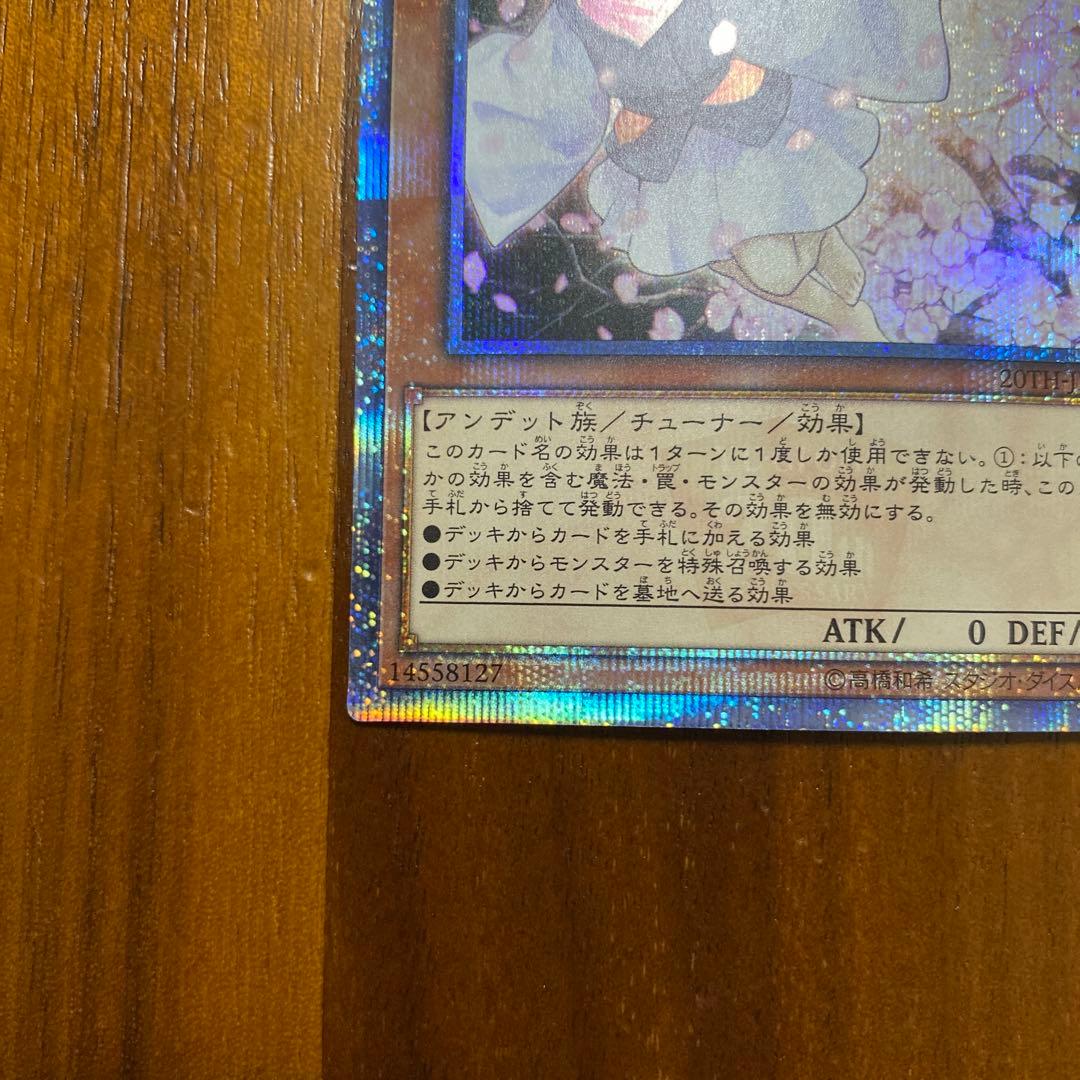 20TH-J
【アンデット族／チューナー／効果】
このカード名の効果は１ターンに１度しか使用できない。①：以下の
かの効果を含む魔法・罠・モンスターの効果が発動した時、この
手札から捨てて発動できる。その効果を無効にする。
●デッキからカードを手札に加える効果
●デッキからモンスターを特殊召喚する効果
●デッキからカードを墓地へ送る効果
ATK/ 0 DEF/
14558127
©高橋和希 スタジオ・ダイス